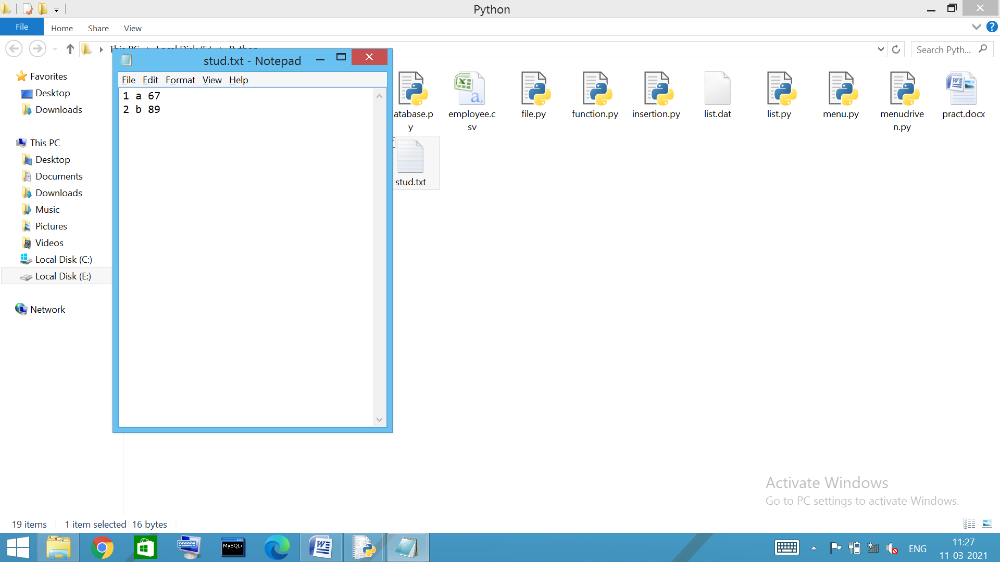 Python
File
Home Share View
Search Pyth...
stud.txt - Notepad
File Edit Format View Help
1 a 67
2 b 89
Favorites
Desktop
Downloads
This PC
Desktop
Documents
Downloads
Music
Pictures
Videos
Local Disk (C:)
Local Disk (E:)
Network
employee.c
sv
file.py
function.py
insertion.py
list.dat
list.py
menu.py
menudrive
n.py
pract.docx
stud.txt
Activate Windows
Go to PC settings to activate Windows.
19 items 1 item selected 16 bytes
MySQL>
ENG
11:27
11-03-2021